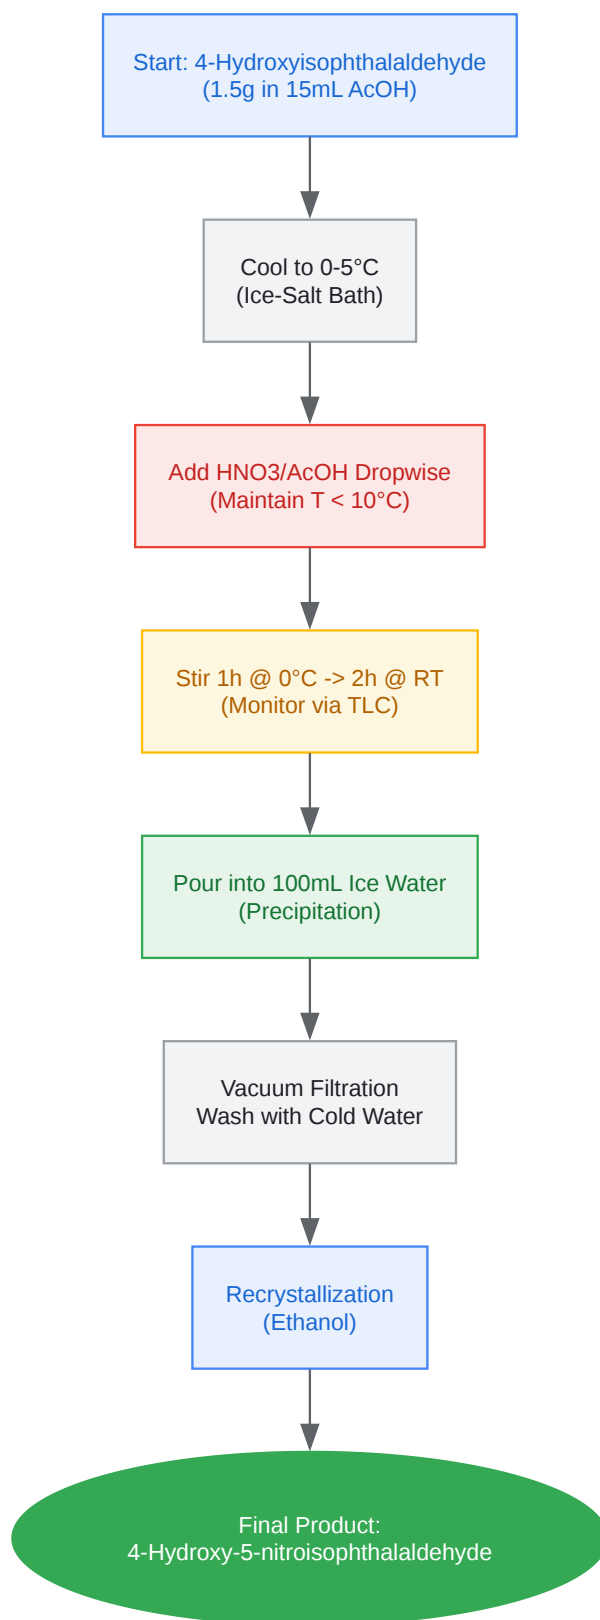 Start: 4-Hydroxyisophthalaldehyde
(1.5g in 15mL AcOH)
Cool to 0-5°C
(Ice-Salt Bath)
Add HNO3/AcOH Dropwise
(Maintain T < 10°C)
Stir 1h @ 0°C -> 2h @ RT
(Monitor via TLC)
Pour into 100mL Ice Water
(Precipitation)
Vacuum Filtration
Wash with Cold Water
Recrystallization
(Ethanol)
Final Product:
4-Hydroxy-5-nitroisophthalaldehyde